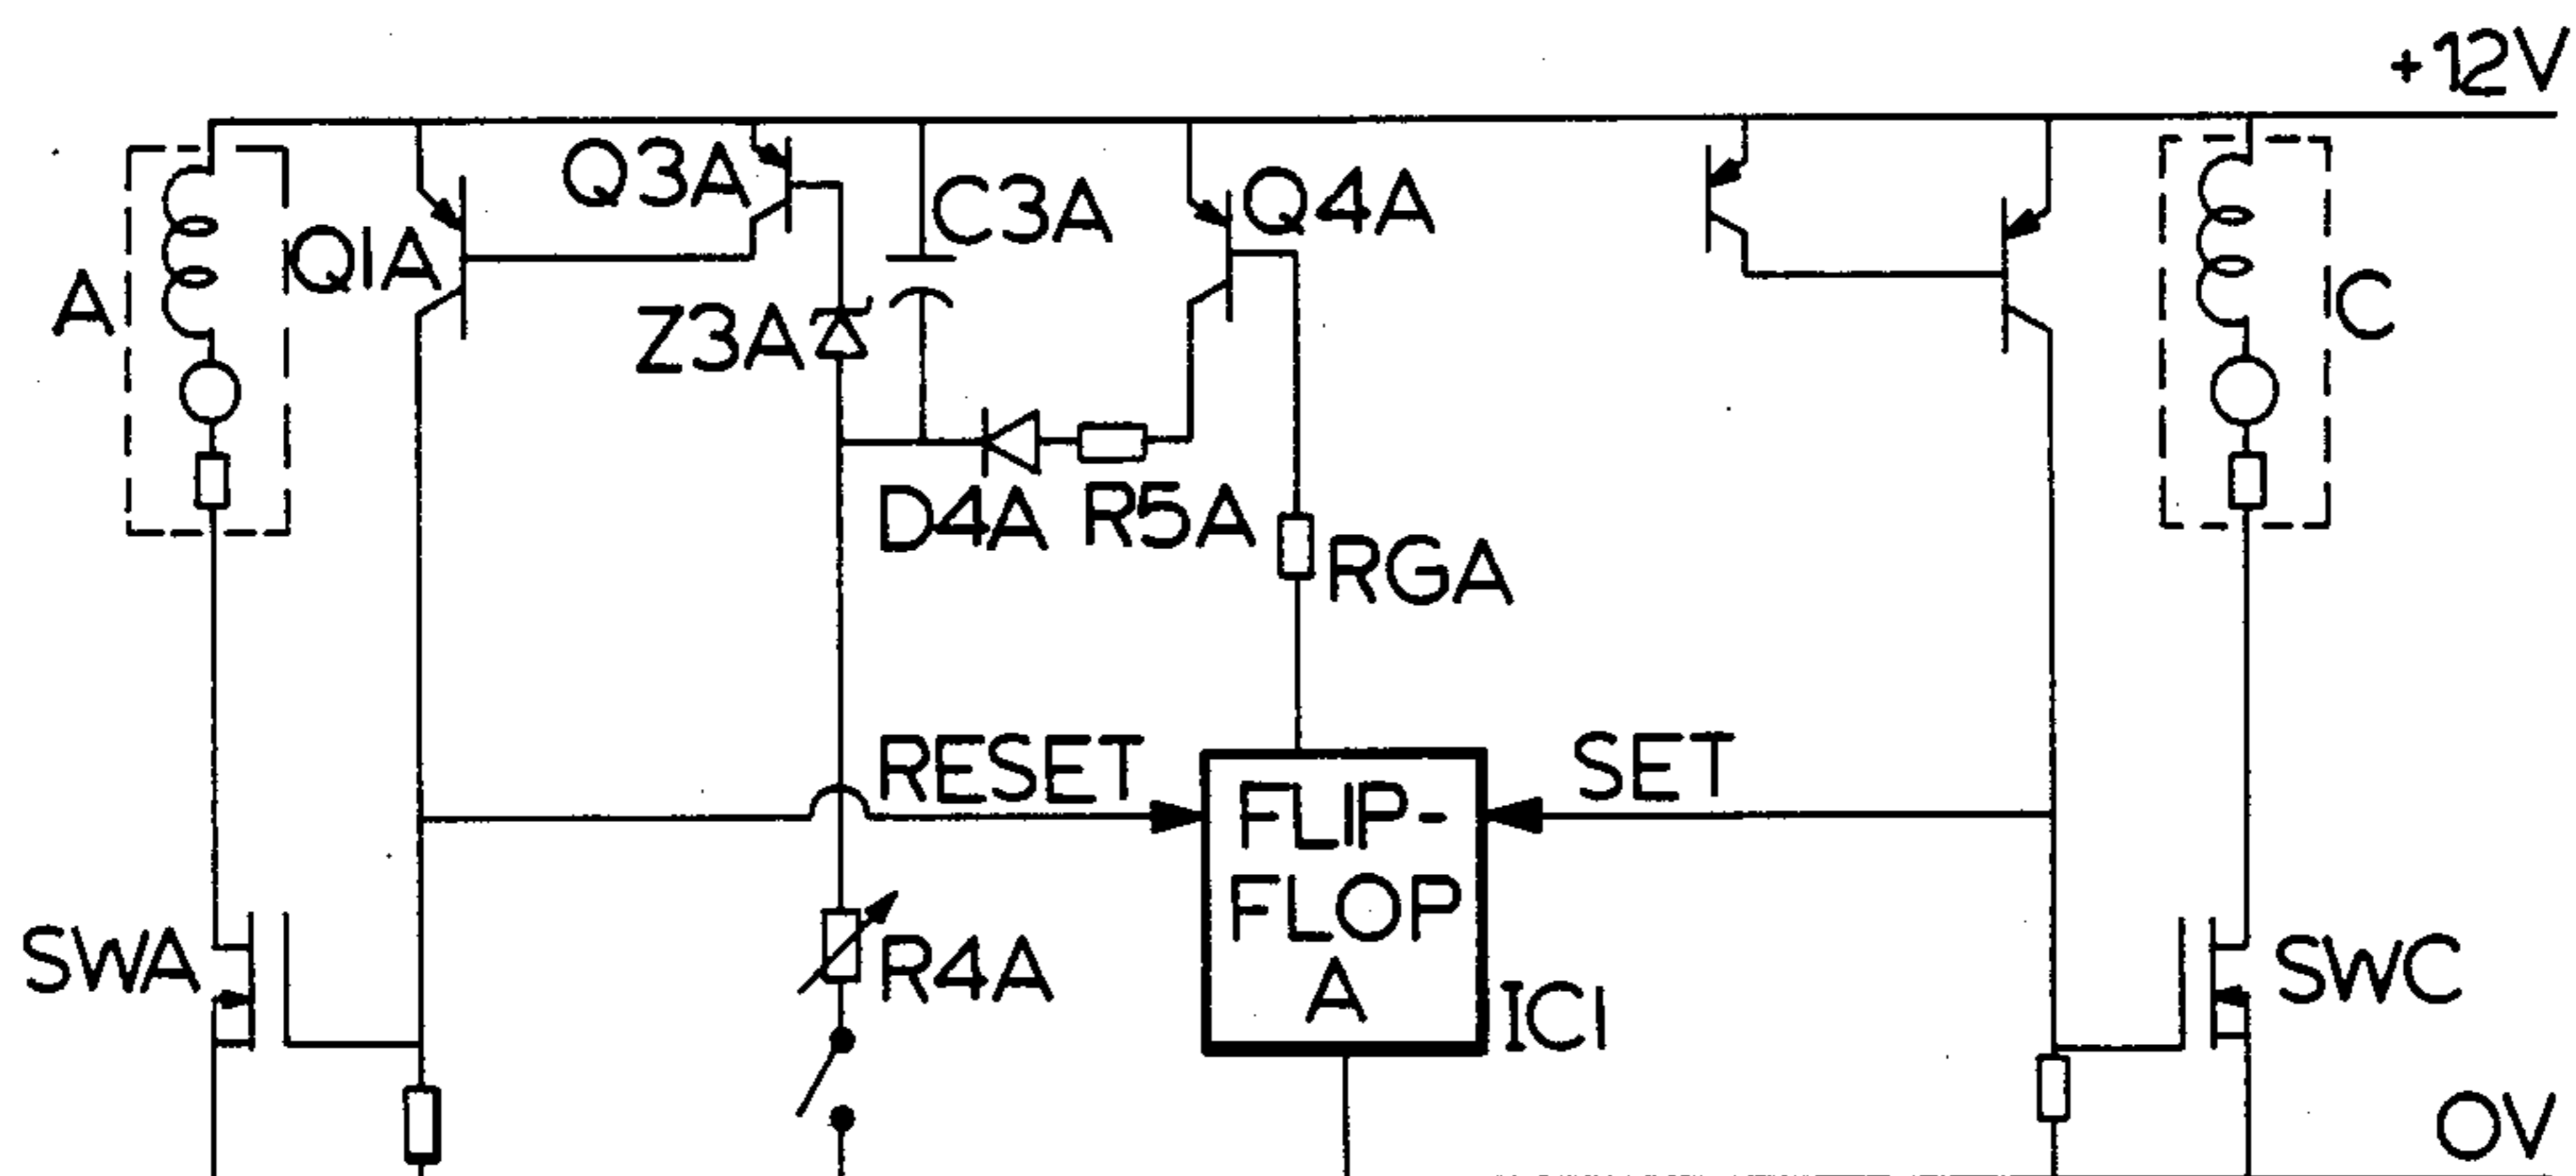 +12V
Q3A
C3A
Q4A
A
Q1A
Z3A
C
D4A
R5A
RGA
RESET
SET
FLIP-
FLOP
A
SWA
R4A
IC1
SWC
0V